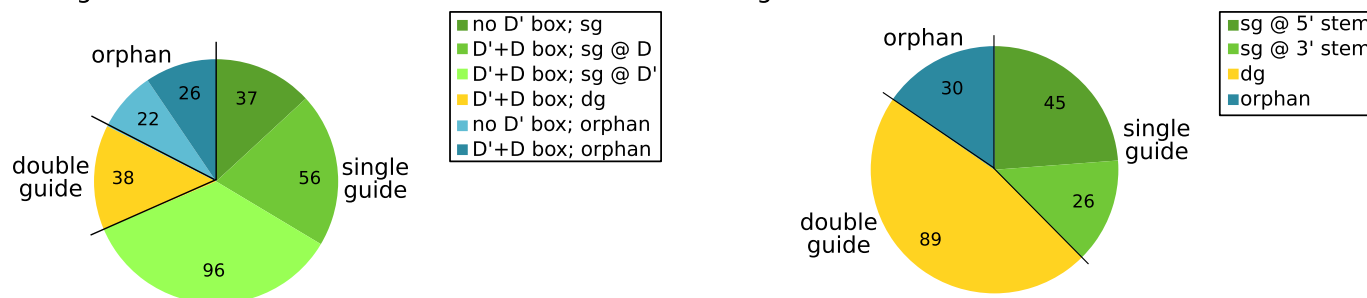 no D' box; sg
D'+D box; sg @ D
D'+D box; sg @ D'
D'+D box; dg
no D' box; orphan
D'+D box; orphan
orphan
26
37
22
double
guide
38
56
single
guide
96
sg @ 5' stem
sg @ 3' stem
dg
orphan
orphan
30
45
single
guide
26
double
guide
89